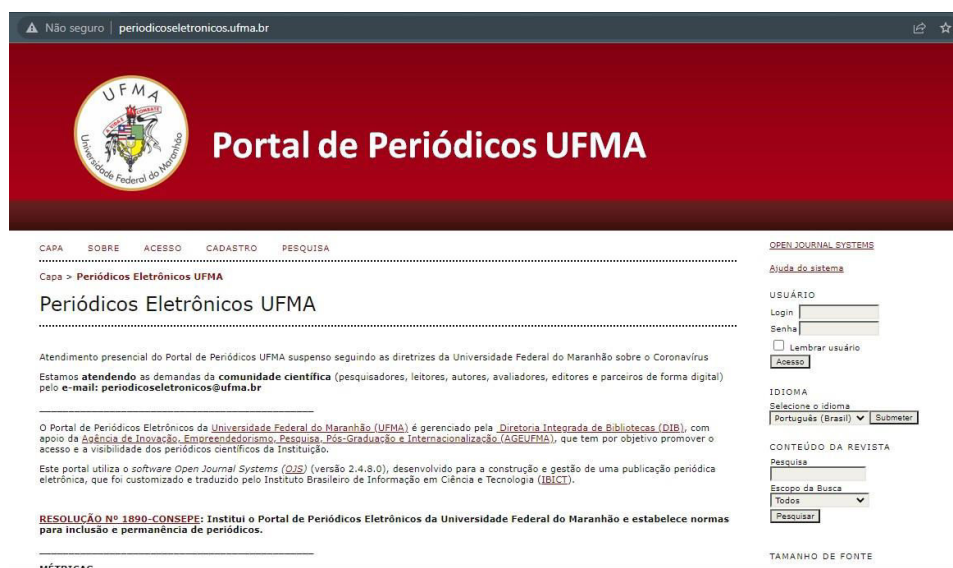 Não seguro | periodicoseletronicos.ufma.br
UFMA
Universidade Federal do Maranhão
Portal de Periódicos UFMA
CAPA SOBRE ACESSO CADASTRO PESQUISA
Capa > Periódicos Eletrônicos UFMA
Periódicos Eletrônicos UFMA
Atendimento presencial do Portal de Periódicos UFMA suspenso seguindo as diretrizes da Universidade Federal do Maranhão sobre o Coronavírus
Estamos atendendo as demandas da comunidade científica (pesquisadores, leitores, autores, avaliadores, editores e parceiros de forma digital)
pelo e-mail: periodicoseletronicos@ufma.br
O Portal de Periódicos Eletrônicos da Universidade Federal do Maranhão (UFMA) é gerenciado pela Diretoria Integrada de Bibliotecas (DIB), com
apoio da Agência de Inovação, Empreendedorismo, Pesquisa, Pós-Graduação e Internacionalização (AGEUFMA), que tem por objetivo promover o
acesso e a visibilidade dos periódicos científicos da Instituição.
Este portal utiliza o software Open Journal Systems (OJS) (versão 2.4.8.0), desenvolvido para a construção e gestão de uma publicação periódica
eletrônica, que foi customizado e traduzido pelo Instituto Brasileiro de Informação em Ciência e Tecnologia (IBICT).
RESOLUÇÃO Nº 1890-CONSEPE: Institui o Portal de Periódicos Eletrônicos da Universidade Federal do Maranhão e estabelece normas
para inclusão e permanência de periódicos.
MÉTRICAS
OPEN JOURNAL SYSTEMS
Ajuda do sistema
USUÁRIO
Login
Senha
Lembrar usuário
Acesso
IDIOMA
Selecione o idioma
Português (Brasil) Submeter
CONTEÚDO DA REVISTA
Pesquisa
Escopo da Busca
Todos
Pesquisar
TAMANHO DE FONTE